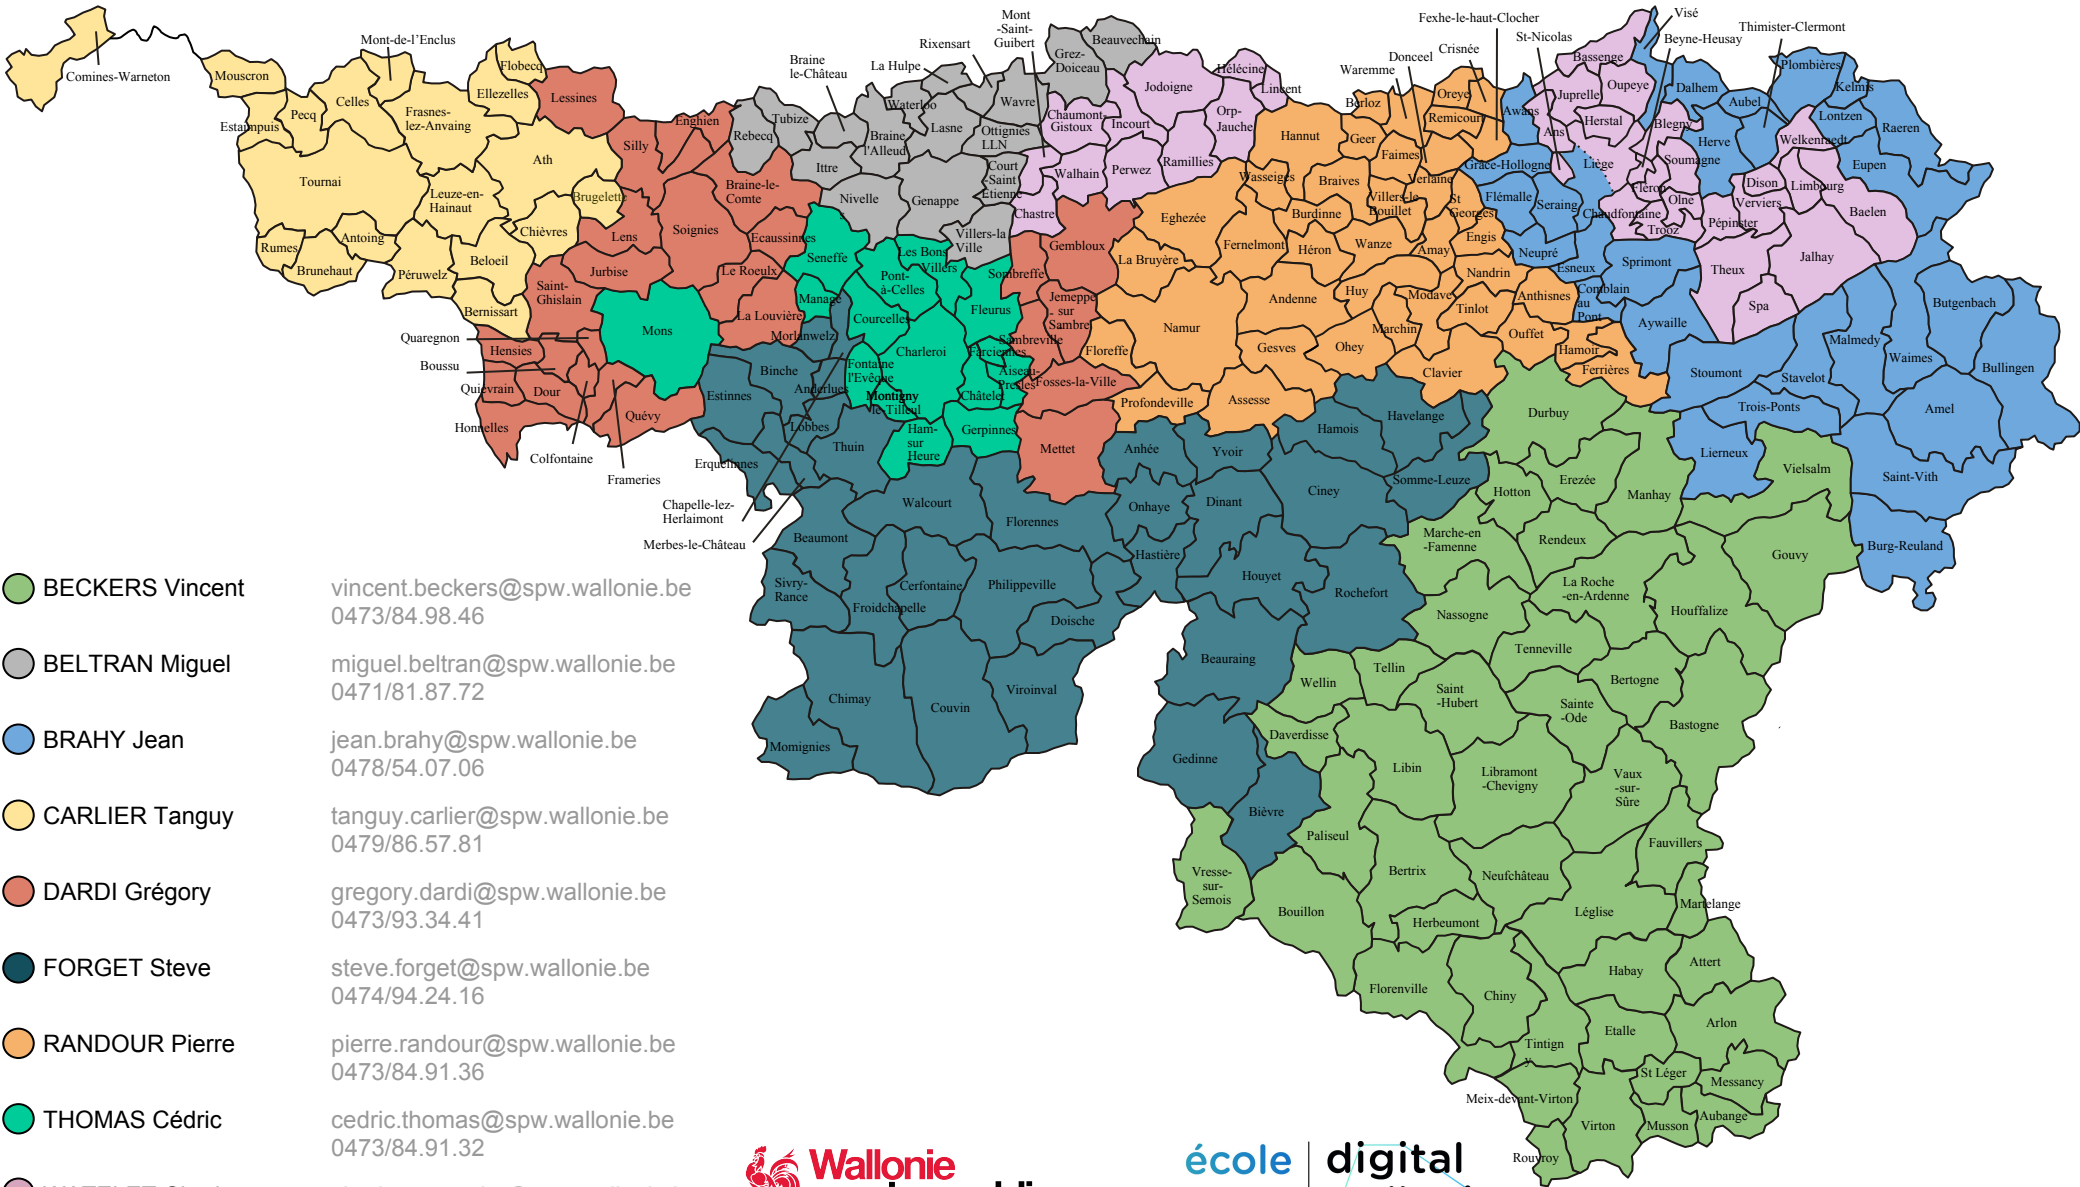 Comines-Warneton
Mouscron
Mont-de-l'Enclus
Flobecq
Ellezelles
Lessines
Celles
Pecq
Estaimpuis
Frasnes-
lez-Anvaing
Ath
Tournai
Leuze-en-
Hainaut
Brugelette
Chièvres
Rumes
Antoing
Brunehaut
Péruwelz
Beloeil
Bernissart
Silly
Enghien
Braine-le-
Comte
Soignies
Lens
Jurbise
Ecaussinnes
Le Roeulx
La Louvière
Saint-
Ghislain
Mons
Quaregnon
Boussu
Hensies
Quiévrain
Dour
Honnelles
Quévy
Colfontaine
Frameries
Rebecq
Tubize
Braine
le-Château
La Hulpe
Rixensart
Mont
-Saint-
Guibert
Grez-
Doiceau
Beauvechain
Waterloo
Wavre
Lasne
Braine
l'Alleud
Ottignies
LLN
Ittre
Court
-Saint
Etienne
Nivelle
s
Genappe
Villers-la
Ville
Chaumont-
Gistoux
Incourt
Jodoigne
Hélécine
Lincent
Orp-
Jauche
Ramillies
Perwez
Walhain
Chastre
Seneffe
Les Bons
Villers
Pont-
à-Celles
Manage
Courcelles
Fleurus
Charleroi
Farciennes
Aiseau-
Presles
Châtelet
Fontaine
l'Evêque
Montigny
le-Tilleul
Ham-
sur
Heure
Gerpinnes
Gembloux
Sombreffe
Jemeppe
- sur
Sambre
Sambreville
Fosses-la-Ville
Mettet
Morlanwelz
Binche
Anderlues
Estinnes
Lobbes
Thuin
Erquelinnes
Chapelle-lez-
Herlaimont
Merbes-le-Château
Walcourt
Florennes
Beaumont
Sivry-
Rance
Froidchapelle
Cerfontaine
Philippeville
Doische
Chimay
Couvin
Viroinval
Momignies
Anhée
Yvoir
Onhaye
Dinant
Hastière
Houyet
Ciney
Hamois
Havelange
Somme-Leuze
Rochefort
Beauraing
Gedinne
Bièvre
Waremme
Donceel
Crisnée
Fexhe-le-haut-Clocher
St-Nicolas
Visé
Beyne-Heusay
Thimister-Clermont
Berloz
Oreye
Remicourt
Hannut
Geer
Faimes
Wasseiges
Braives
Verlaine
Villers-le
Bouillet
St
Georges
Burdinne
Eghezée
Fernelmont
Héron
Wanze
Amay
Engis
La Bruyère
Nandrin
Andenne
Huy
Modave
Tinlot
Anthisnes
Namur
Marchin
Ouffet
Hamoir
Floreffe
Gesves
Ohey
Clavier
Ferrières
Profondeville
Assesse
Bassenge
Juprelle
Oupeye
Awans
Ans
Herstal
Dalhem
Blegny
Aubel
Plombières
Kelmis
Lontzen
Raeren
Welkenraedt
Herve
Eupen
Grâce-Hollogne
Liège
Soumagne
Fléron
Olne
Dison
Verviers
Limbourg
Baelen
Flémalle
Seraing
Chaudfontaine
Trooz
Pépinster
Neupré
Esneux
Sprimont
Theux
Jalhay
Spa
Comblain
au
Pont
Aywaille
Butgenbach
Malmedy
Waimes
Bullingen
Stoumont
Stavelot
Trois-Ponts
Amel
Lierneux
Saint-Vith
Burg-Reuland
Durbuy
Hotton
Erezée
Manhay
Vielsalm
Marche-en
-Famenne
Rendeux
Gouvy
La Roche
-en-Ardenne
Houffalize
Nassogne
Tenneville
Bertogne
Tellin
Wellin
Saint
-Hubert
Sainte
-Ode
Bastogne
Daverdisse
Libin
Libramont
-Chevigny
Vaux
-sur-
Sûre
Paliseul
Fauvillers
Bertrix
Neufchâteau
Vresse-
sur-
Semois
Bouillon
Herbeumont
Léglise
Martelange
Habay
Attert
Florenville
Chiny
Etalle
Arlon
Tintign
y
St Léger
Messancy
Meix-devant-Virton
Virton
Musson
Aubange
Rouvroy
BECKERS Vincent vincent.beckers@spw.wallonie.be
0473/84.98.46
BELTRAN Miguel miguel.beltran@spw.wallonie.be
0471/81.87.72
BRAHY Jean jean.brahy@spw.wallonie.be
0478/54.07.06
CARLIER Tanguy tanguy.carlier@spw.wallonie.be
0479/86.57.81
DARDI Grégory gregory.dardi@spw.wallonie.be
0473/93.34.41
FORGET Steve steve.forget@spw.wallonie.be
0474/94.24.16
RANDOUR Pierre pierre.randour@spw.wallonie.be
0473/84.91.36
THOMAS Cédric cedric.thomas@spw.wallonie.be
0473/84.91.32
Wallonie
école digital